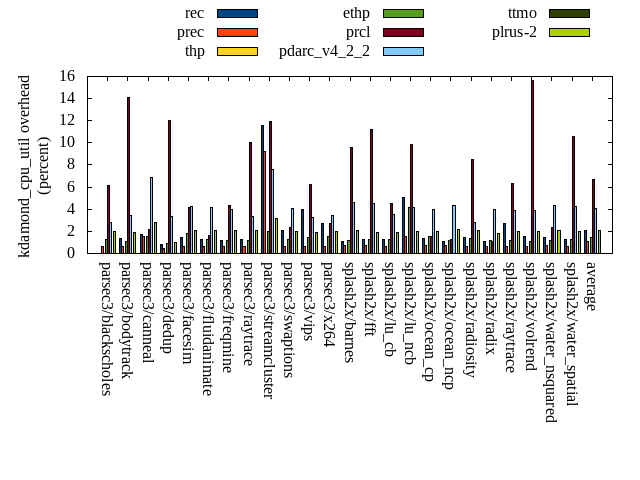 rec ethp ttmo
prec prcl plrus-2
thp pdarc_v4_2_2
kdamond_cpu_util overhead
(percent)
16
14
12
10
8
6
4
2
0
parsec3/blackscholes
parsec3/bodytrack
parsec3/canneal
parsec3/dedup
parsec3/facesim
parsec3/fluidanimate
parsec3/freqmine
parsec3/raytrace
parsec3/streamcluster
parsec3/swaptions
parsec3/vips
parsec3/x264
splash2x/barnes
splash2x/fft
splash2x/lu_cb
splash2x/lu_ncb
splash2x/ocean_cp
splash2x/ocean_ncp
splash2x/radiosity
splash2x/radix
splash2x/raytrace
splash2x/volrend
splash2x/water_nsquared
splash2x/water_spatial
average